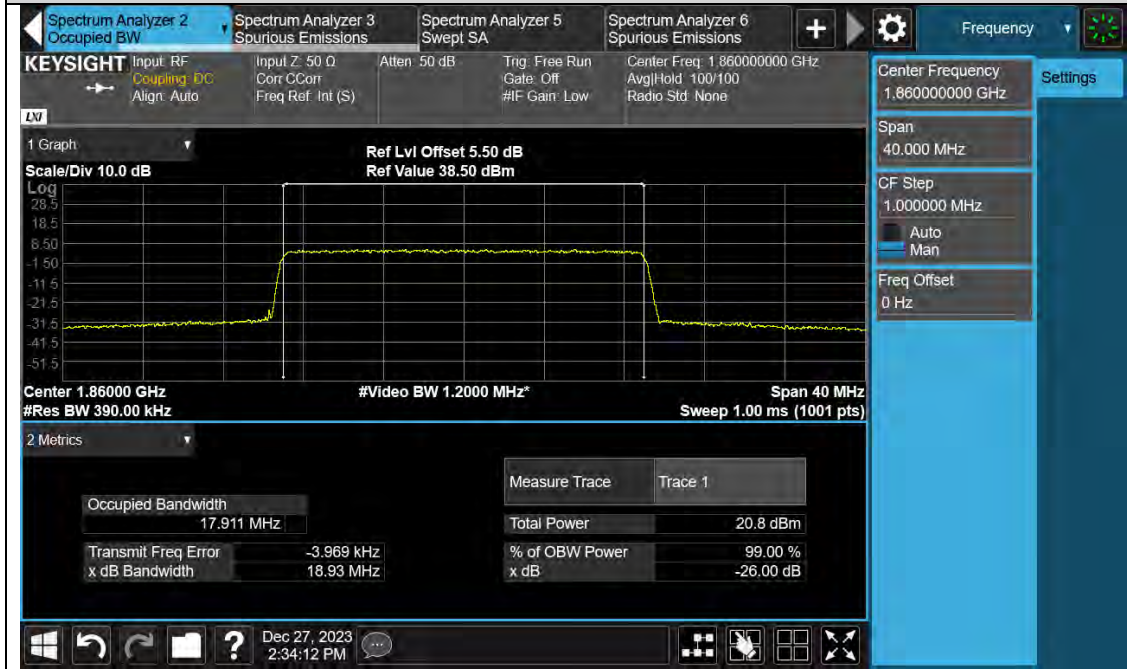 Spectrum Analyzer 2
Occupied BW
Spectrum Analyzer 3
Spurious Emissions
Spectrum Analyzer 5
Swept SA
Spectrum Analyzer 6
Spurious Emissions
+
Frequency
KEYSIGHT
LXI
Input: RF
Coupling: DC
Align: Auto
Input Z: 50 Ω
Corr CCorr
Freq Ref: Int (S)
Atten: 50 dB
Trig: Free Run
Gate: Off
#IF Gain: Low
Center Freq: 1.860000000 GHz
Avg|Hold: 100/100
Radio Std: None
Center Frequency
1.860000000 GHz
Settings
Span
40.000 MHz
CF Step
1.000000 MHz
Auto
Man
Freq Offset
0 Hz
1 Graph
Scale/Div 10.0 dB
Ref Lvl Offset 5.50 dB
Ref Value 38.50 dBm
Log
28.5
18.5
8.50
-1.50
-11.5
-21.5
-31.5
-41.5
-51.5
Center 1.86000 GHz
#Video BW 1.2000 MHz*
Span 40 MHz
#Res BW 390.00 kHz
Sweep 1.00 ms (1001 pts)
2 Metrics
Measure Trace Trace 1
Occupied Bandwidth
17.911 MHz
Total Power 20.8 dBm
Transmit Freq Error -3.969 kHz
% of OBW Power 99.00 %
x dB Bandwidth 18.93 MHz
x dB -26.00 dB
?
Dec 27, 2023
2:34:12 PM